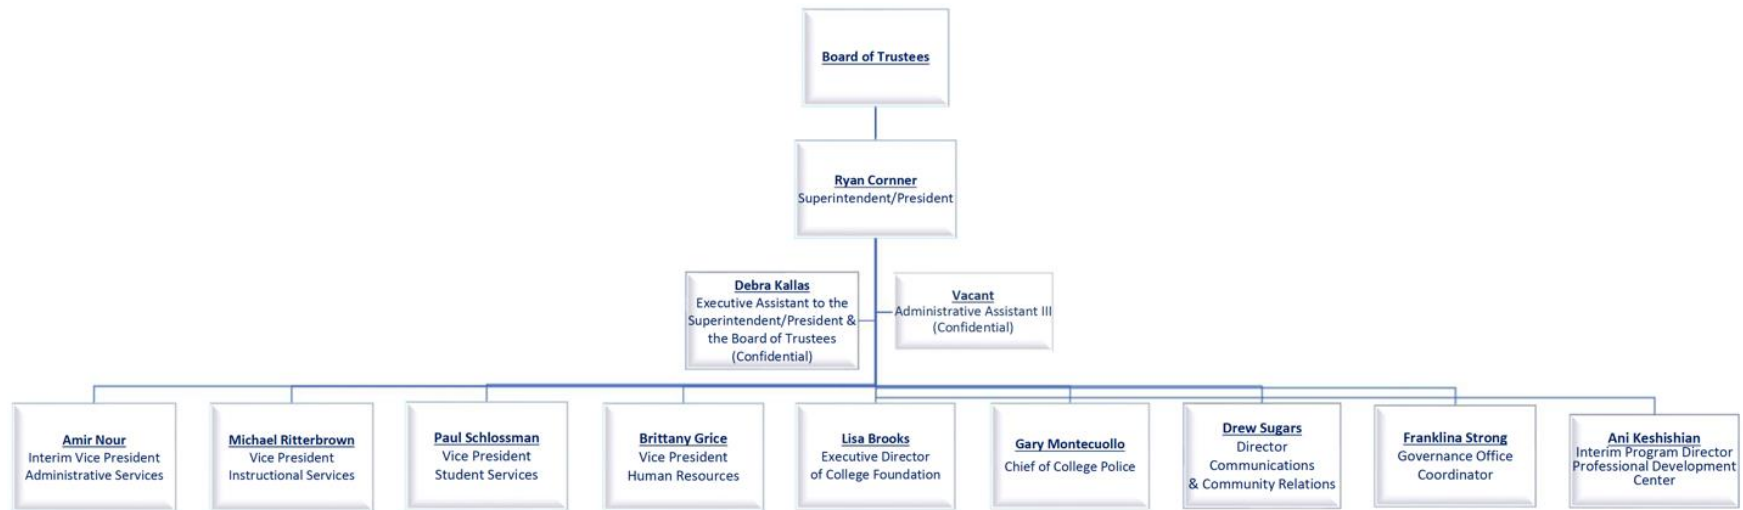 Board of Trustees
Ryan Cornner
Superintendent/President
Debra Kallas
Executive Assistant to the
Superintendent/President &
the Board of Trustees
(Confidential)
Vacant
Administrative Assistant III
(Confidential)
Amir Nour
Interim Vice President
Administrative Services
Michael Ritterbrown
Vice President
Instructional Services
Paul Schlossman
Vice President
Student Services
Brittany Grice
Vice President
Human Resources
Lisa Brooks
Executive Director
of College Foundation
Gary Montecuollo
Chief of College Police
Drew Sugars
Director
Communications
& Community Relations
Franklina Strong
Governance Office
Coordinator
Ani Keshishian
Interim Program Director
Professional Development
Center